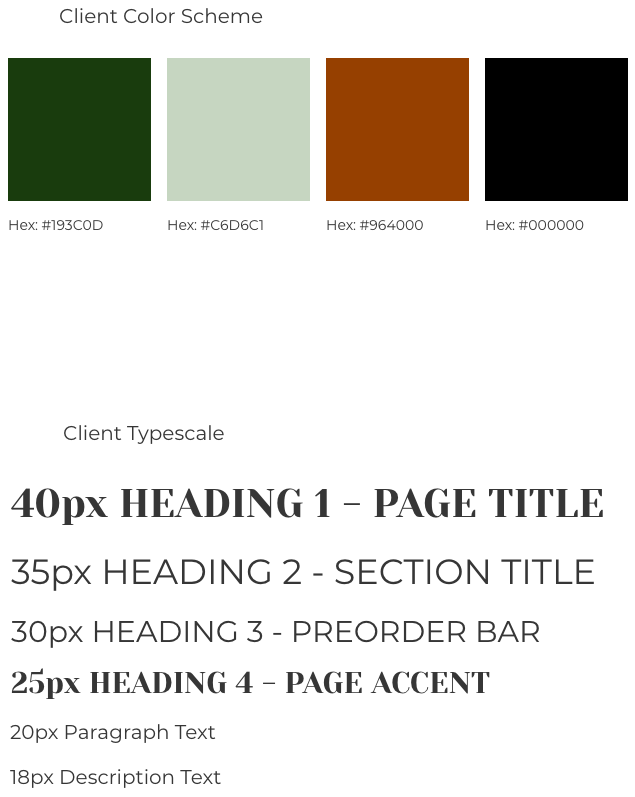 Client Color Scheme
Hex: #193C0D Hex: #C6D6C1 Hex: #964000 Hex: #000000
Client Typescale
40px HEADING 1 - PAGE TITLE
35px HEADING 2 - SECTION TITLE
30px HEADING 3 - PREORDER BAR
25px HEADING 4 - PAGE ACCENT
20px Paragraph Text
18px Description Text